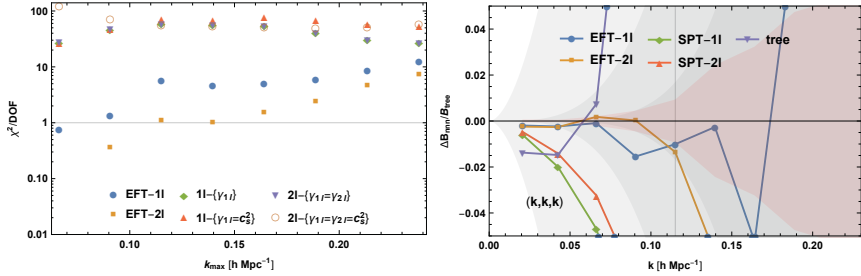 χ²/DOF
100
10
1
0.10
0.01
EFT-1l
EFT-2l
1l-{γ₁ₗ}
1l-{γ₁ₗ=c_s²}
2l-{γ₁ₗ=γ₂ₗ}
2l-{γ₁ₗ=γ₂ₗ=c_s²}
0.10
0.15
0.20
k_max [h Mpc⁻¹]
ΔB_nnn/B_tree
0.04
0.02
0.00
-0.02
-0.04
EFT-1l
EFT-2l
SPT-1l
SPT-2l
tree
(k,k,k)
0.00
0.05
0.10
0.15
0.20
k [h Mpc⁻¹]